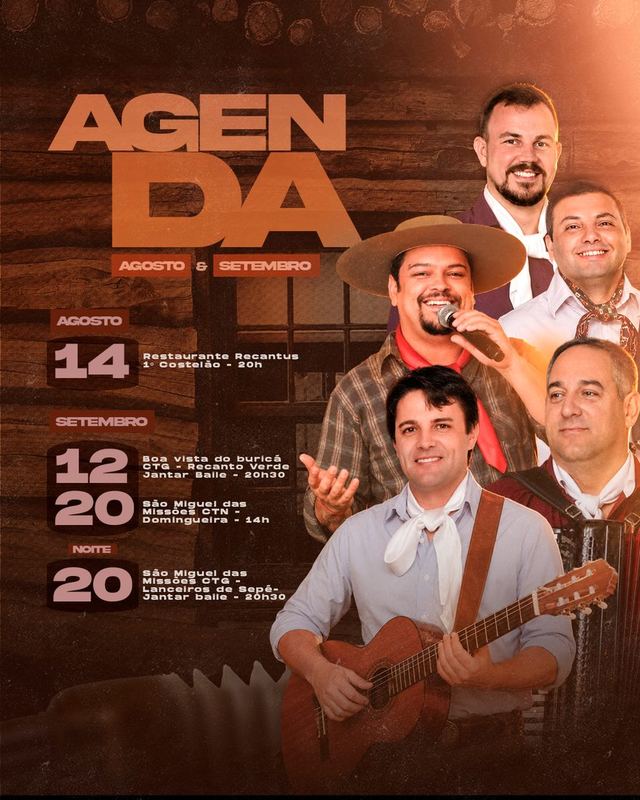 AGEN
DA
AGOSTO & SETEMBRO
AGOSTO
14
Restaurante Recantus
1º Costelão - 20h
SETEMBRO
12
Boa vista do buricá
CTG - Recanto Verde
Jantar Baile - 20h30
20
São Miguel das
Missões CTN -
Domingueira - 14h
NOITE
20
São Miguel das
Missões CTG -
Lanceiros de Sepé-
Jantar baile - 20h30